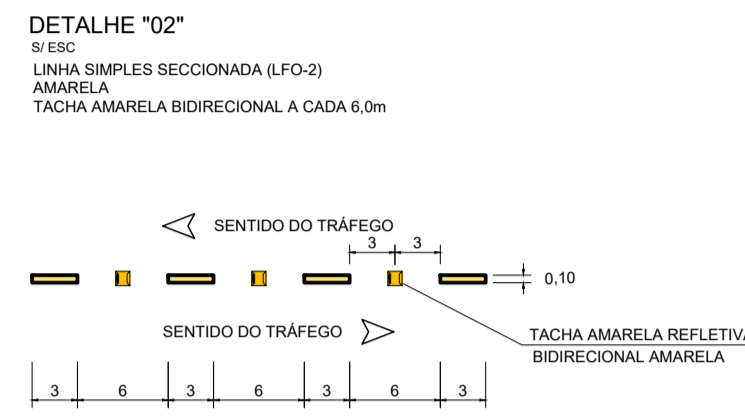 DETALHE "02"
S/ ESC
LINHA SIMPLES SECCIONADA (LFO-2)
AMARELA
TACHA AMARELA BIDIRECIONAL A CADA 6,0m
SENTIDO DO TRÁFEGO
3 3
0,10
SENTIDO DO TRÁFEGO
TACHA AMARELA REFLETIVA
BIDIRECIONAL AMARELA
3 6 3 6 3 6 3